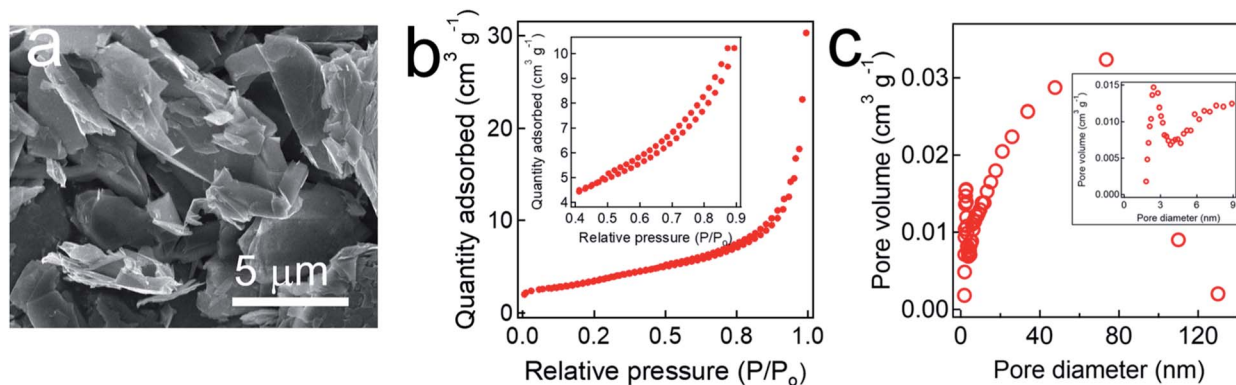 a
5 μm
b
Quantity adsorbed (cm³ g⁻¹)
30
20
10
0
0.0 0.2 0.5 0.8 1.0
Relative pressure (P/Pₒ)
Quantity adsorbed (cm³ g⁻¹)
10
9
8
7
6
5
4
0.4 0.5 0.6 0.7 0.8 0.9
Relative pressure (P/Pₒ)
c
Pore volume (cm³ g⁻¹)
0.03
0.02
0.01
0.00
0 40 80 120
Pore diameter (nm)
Pore volume (cm³ g⁻¹)
0.015
0.010
0.005
0.000
0 3 6 9
Pore diameter (nm)